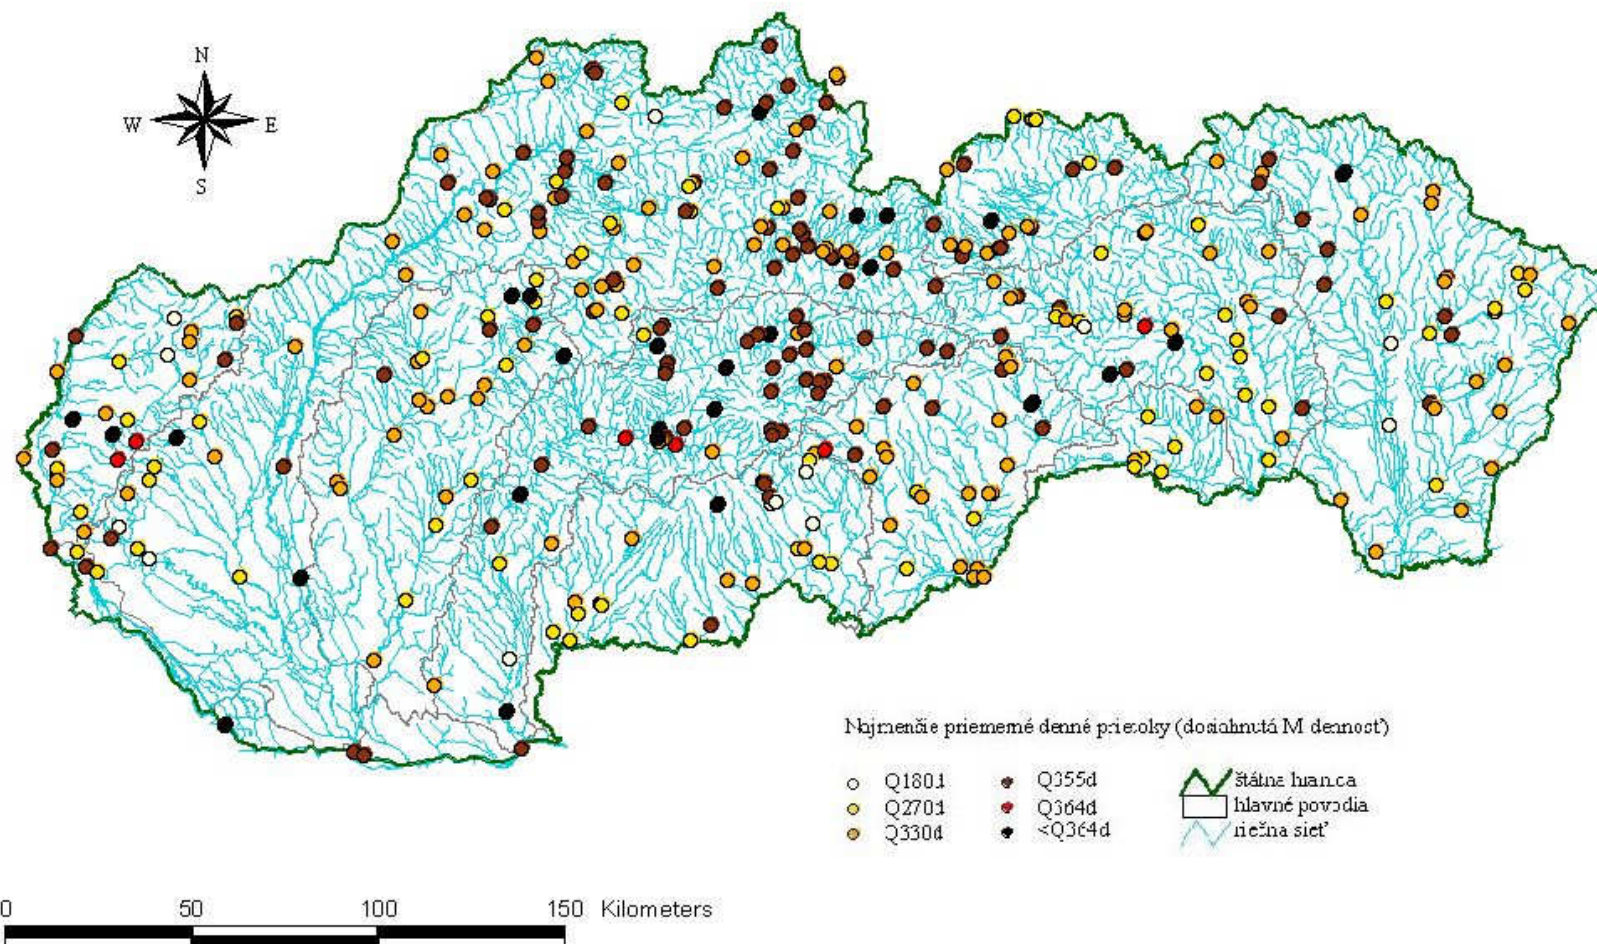 N
W E
S
Najmenšie priemerné denné prietoky (dosiahnutá M dennosť)
Q180d
Q270d
Q330d
Q355d
Q364d
<Q364d
štátna hranica
hlavné povodia
riečna sieť
0 50 100 150 Kilometers